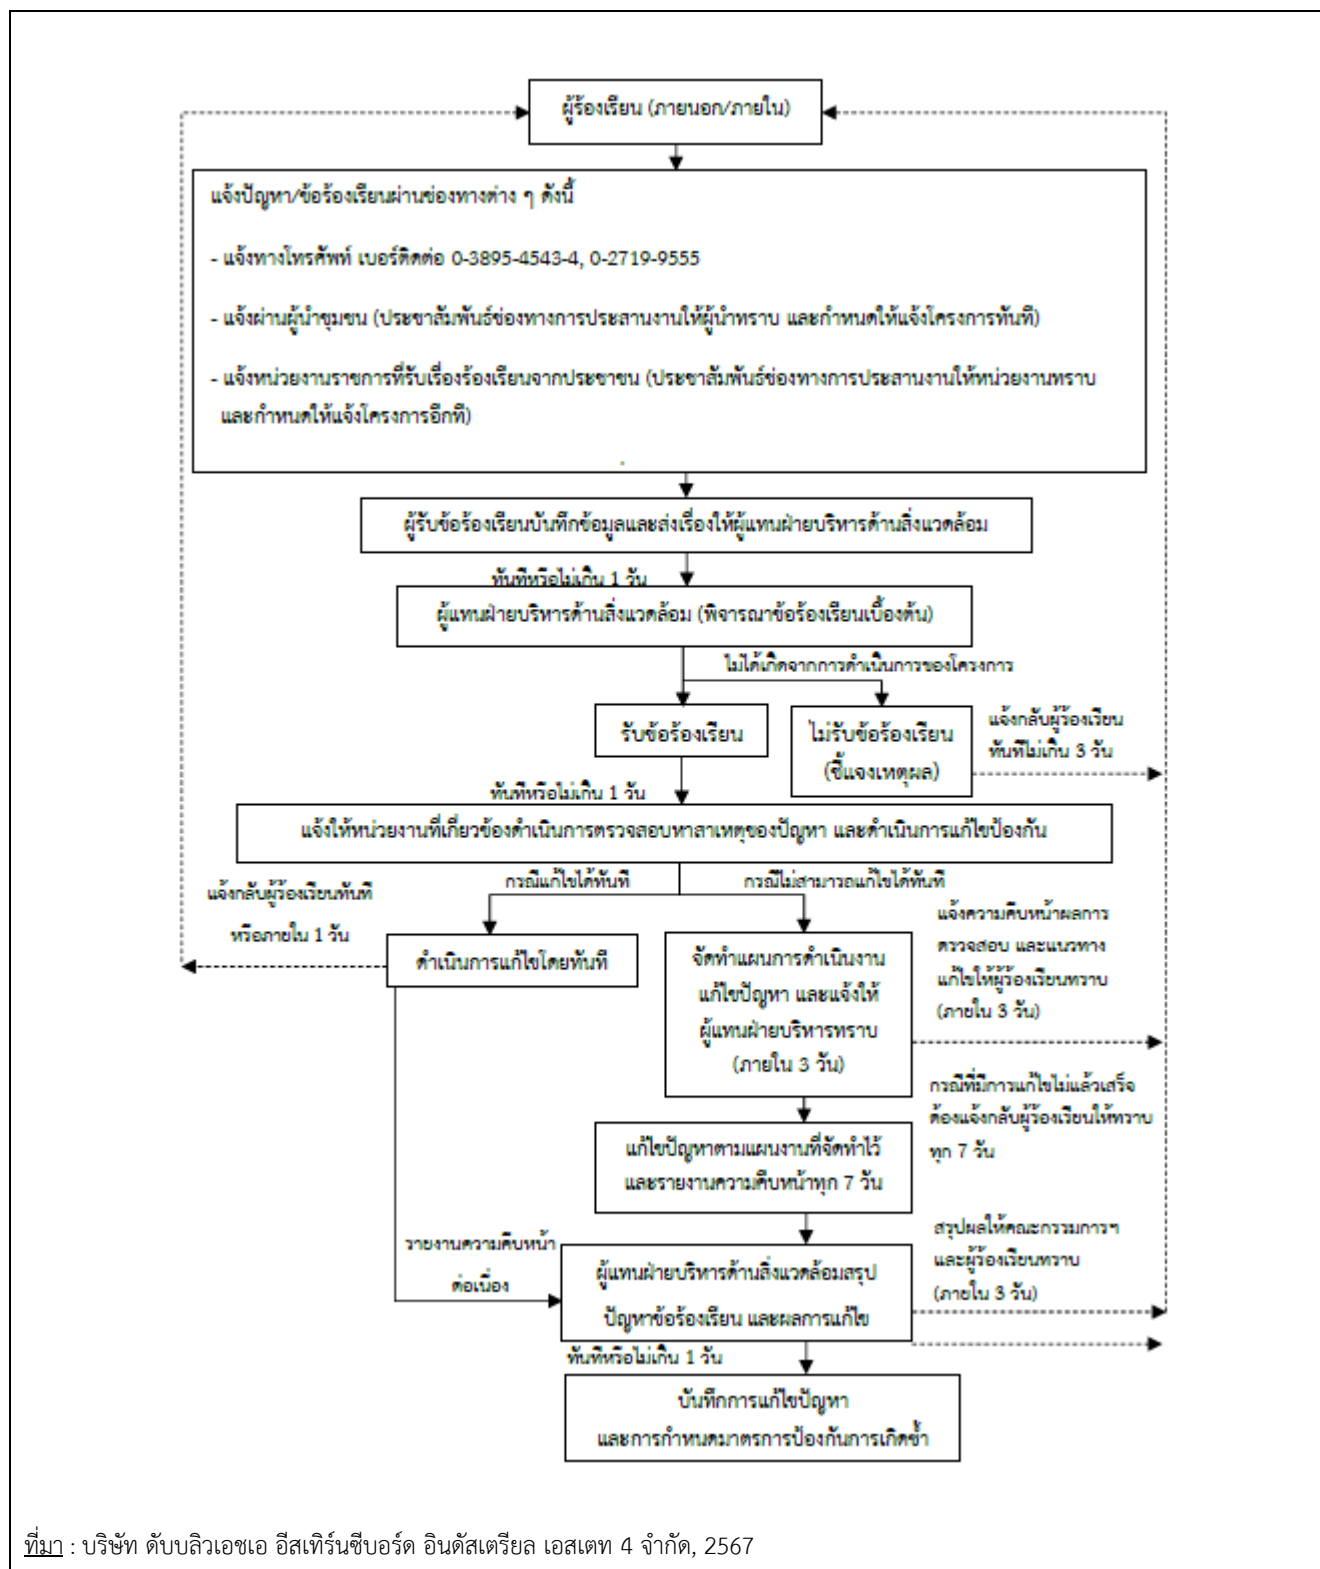 ผู้ร้องเรียน (ภายนอก/ภายใน)
แจ้งปัญหา/ข้อร้องเรียนผ่านช่องทางต่าง ๆ ดังนี้
- แจ้งทางโทรศัพท์ เบอร์ติดต่อ 0-3895-4543-4, 0-2719-9555
- แจ้งผ่านผู้นำชุมชน (ประชาสัมพันธ์ช่องทางการประสานงานให้ผู้นำทราบ และกำหนดให้แจ้งโครงการทันที)
- แจ้งหน่วยงานราชการที่รับเรื่องร้องเรียนจากประชาชน (ประชาสัมพันธ์ช่องทางการประสานงานให้หน่วยงานทราบ
และกำหนดให้แจ้งโครงการอีกที)
ผู้รับข้อร้องเรียนบันทึกข้อมูลและส่งเรื่องให้ผู้แทนฝ่ายบริหารด้านสิ่งแวดล้อม
ทันทีหรือไม่เกิน 1 วัน
ผู้แทนฝ่ายบริหารด้านสิ่งแวดล้อม (พิจารณาข้อร้องเรียนเบื้องต้น)
ไม่ได้เกิดจากการดำเนินการของโครงการ
รับข้อร้องเรียน
ไม่รับข้อร้องเรียน
(ชี้แจงเหตุผล)
แจ้งกลับผู้ร้องเรียน
ทันทีไม่เกิน 3 วัน
ทันทีหรือไม่เกิน 1 วัน
แจ้งให้หน่วยงานที่เกี่ยวข้องดำเนินการตรวจสอบหาสาเหตุของปัญหา และดำเนินการแก้ไขป้องกัน
กรณีแก้ไขได้ทันที
กรณีไม่สามารถแก้ไขได้ทันที
แจ้งกลับผู้ร้องเรียนทันที
หรือภายใน 1 วัน
ดำเนินการแก้ไขโดยทันที
จัดทำแผนการดำเนินงาน
แก้ไขปัญหา และแจ้งให้
ผู้แทนฝ่ายบริหารทราบ
(ภายใน 3 วัน)
แจ้งความคืบหน้าผลการ
ตรวจสอบ และแนวทาง
แก้ไขให้ผู้ร้องเรียนทราบ
(ภายใน 3 วัน)
กรณีที่มีการแก้ไขไม่แล้วเสร็จ
ต้องแจ้งกลับผู้ร้องเรียนให้ทราบ
ทุก 7 วัน
แก้ไขปัญหาตามแผนงานที่จัดทำไว้
และรายงานความคืบหน้าทุก 7 วัน
รายงานความคืบหน้า
ต่อเนื่อง
ผู้แทนฝ่ายบริหารด้านสิ่งแวดล้อมสรุป
ปัญหาข้อร้องเรียน และผลการแก้ไข
สรุปผลให้คณะกรรมการฯ
และผู้ร้องเรียนทราบ
(ภายใน 3 วัน)
ทันทีหรือไม่เกิน 1 วัน
บันทึกการแก้ไขปัญหา
และการกำหนดมาตรการป้องกันการเกิดซ้ำ
ที่มา : บริษัท ดับบลิวเอชเอ อีสเทิร์นซีบอร์ด อินดัสเตรียล เอสเตท 4 จำกัด, 2567